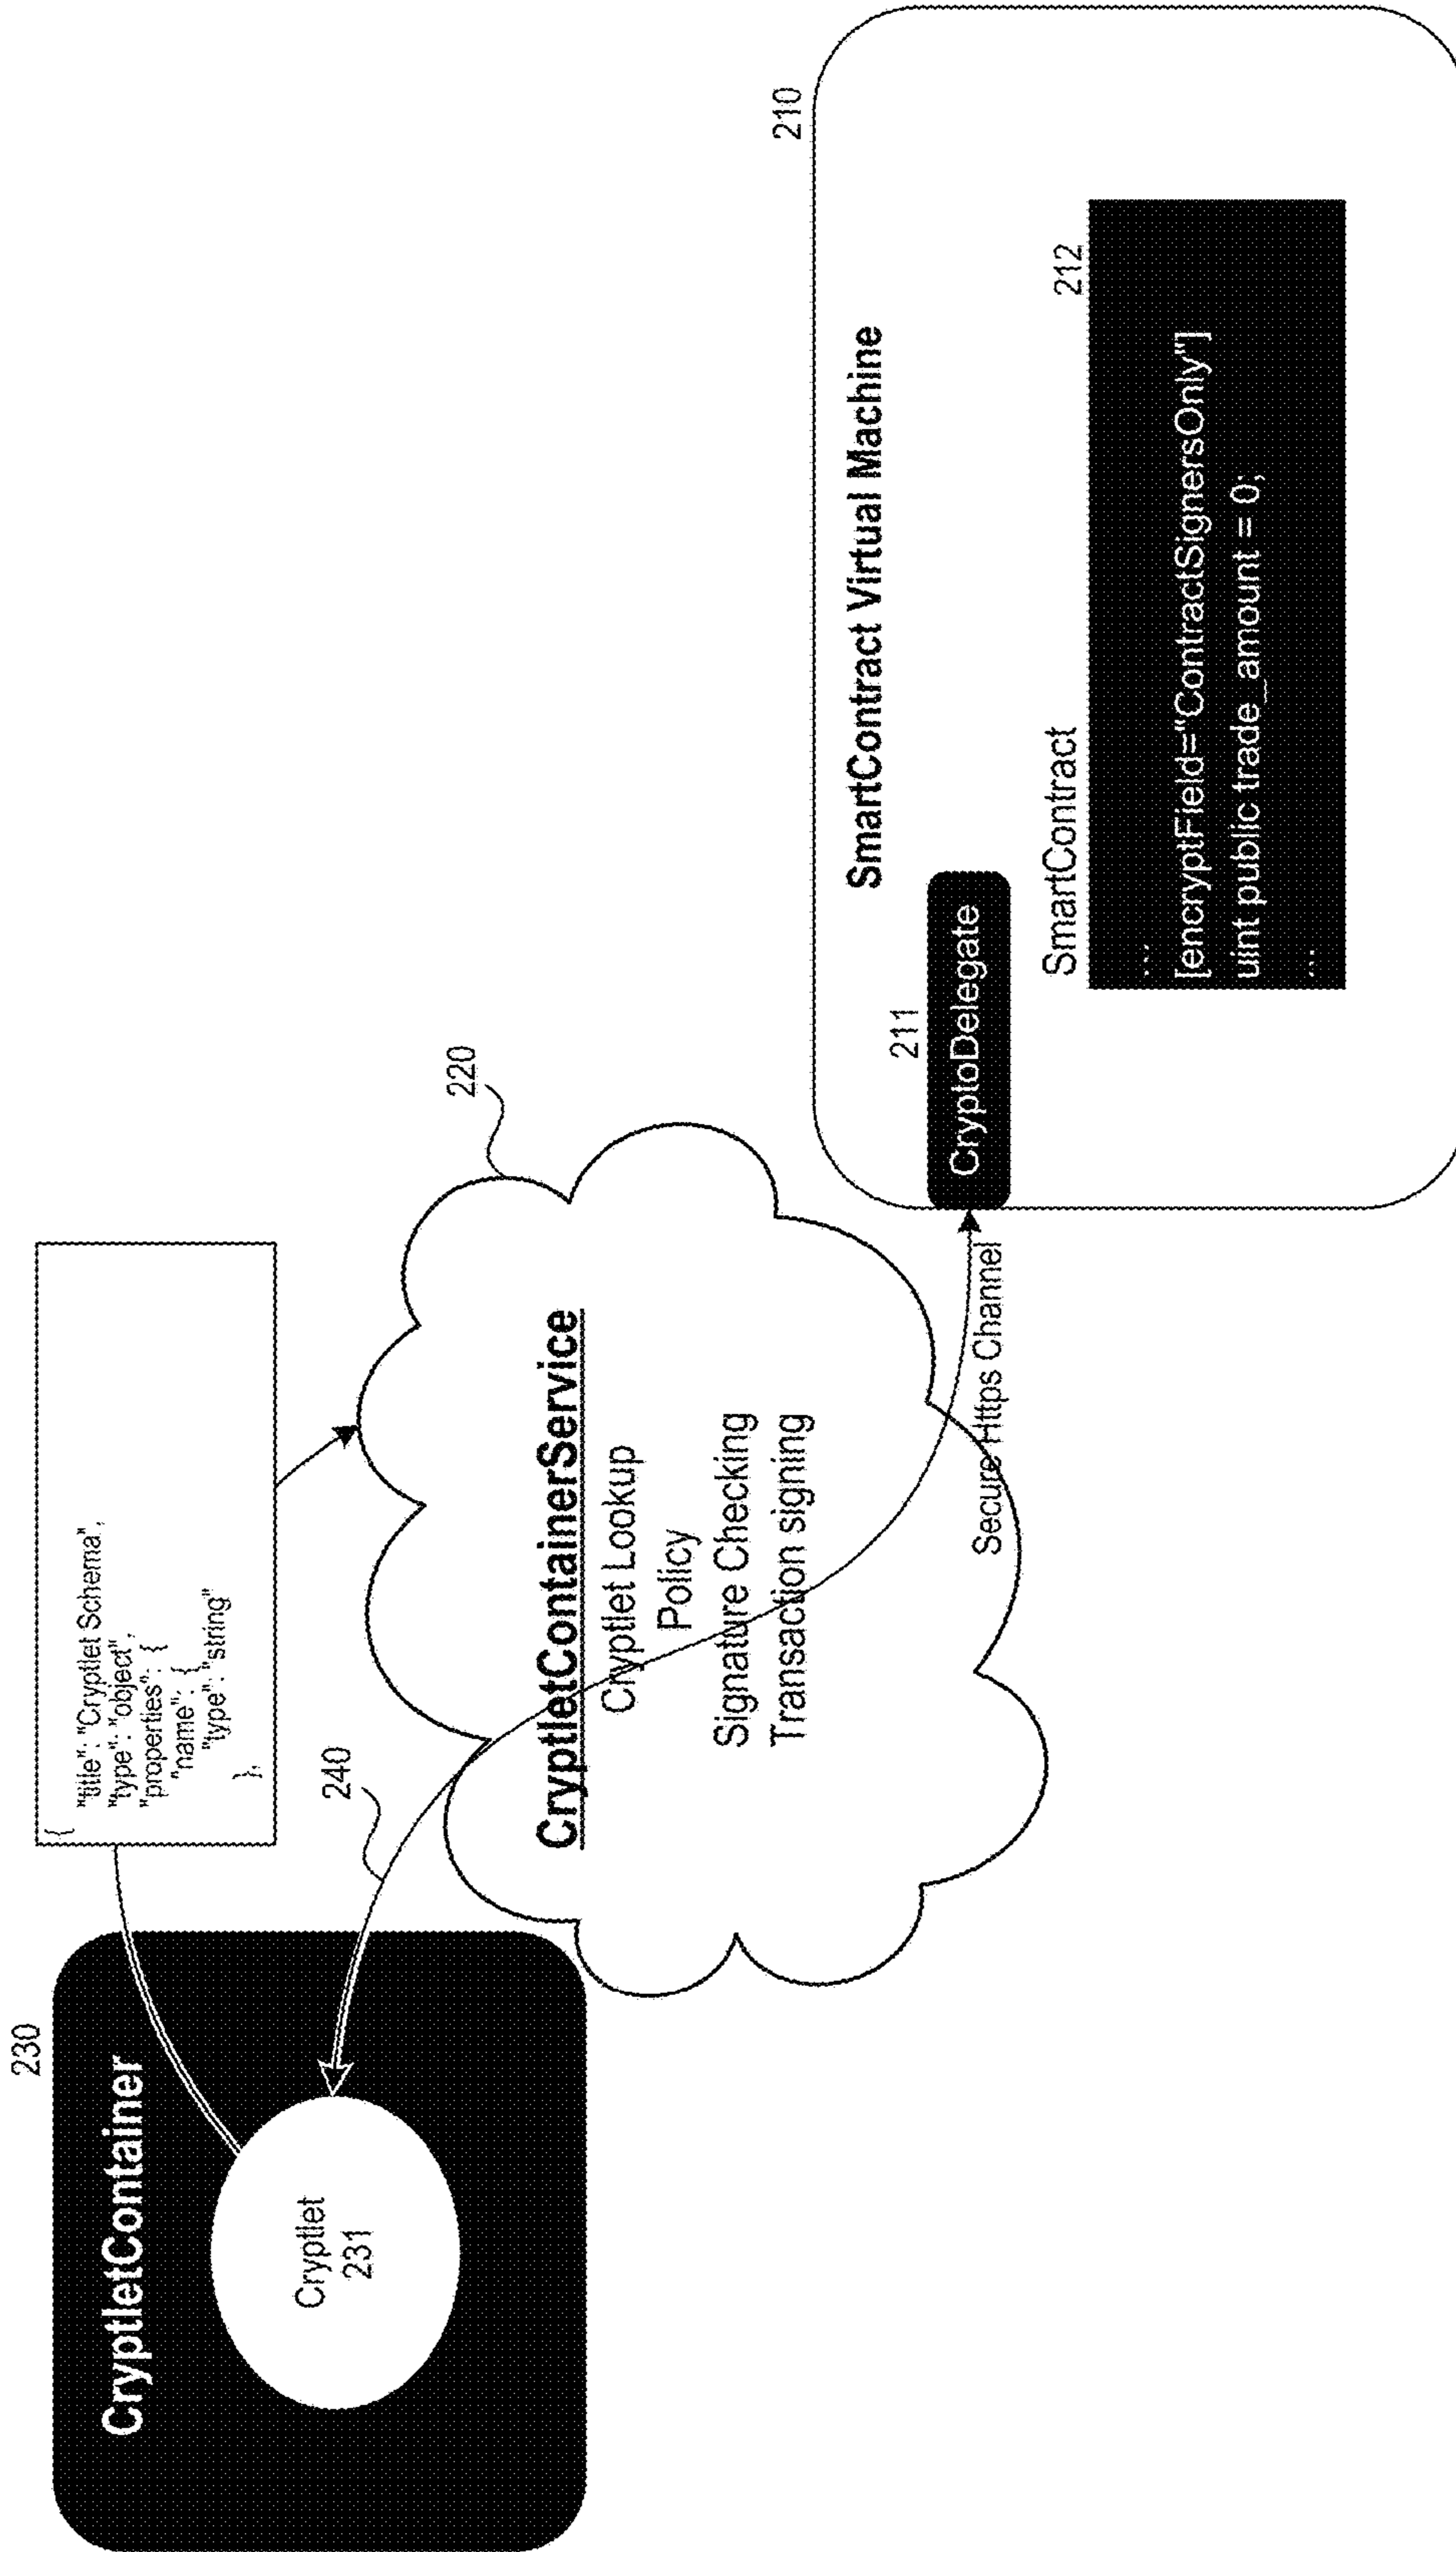 230
CryptletContainer
Cryptlet
231
{
"title": "Cryptlet Schema",
"type": "object",
"properties": {
"name": {
"type": "string"
},
240
220
CryptletContainerService
Cryptlet Lookup
Policy
Signature Checking
Transaction signing
Secure Https Channel
210
SmartContract Virtual Machine
211
CryptoDelegate
SmartContract
212
...
[encryptField="ContractSignersOnly"]
uint public trade_amount = 0;
...